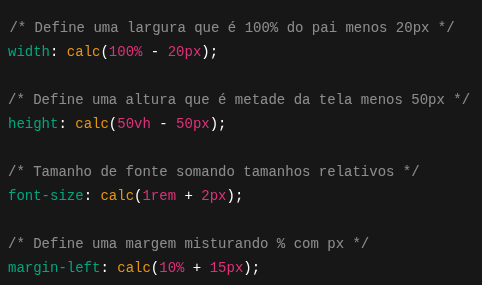 /* Define uma largura que é 100% do pai menos 20px */
width: calc(100% - 20px);
/* Define uma altura que é metade da tela menos 50px */
height: calc(50vh - 50px);
/* Tamanho de fonte somando tamanhos relativos */
font-size: calc(1rem + 2px);
/* Define uma margem misturando % com px */
margin-left: calc(10% + 15px);